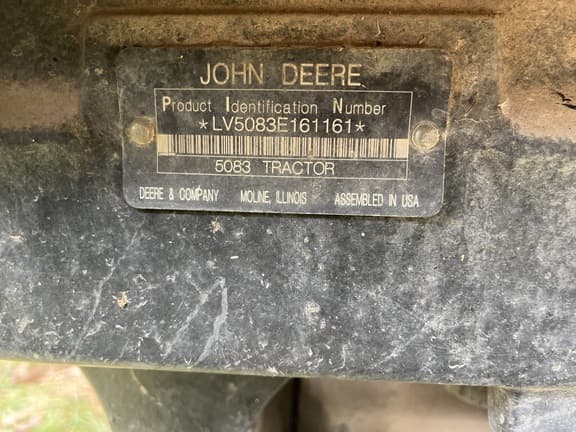 JOHN DEERE
Product Identification Number
*LV5083E161161*
5083 TRACTOR
DEERE & COMPANY MOLINE, ILLINOIS ASSEMBLED IN USA